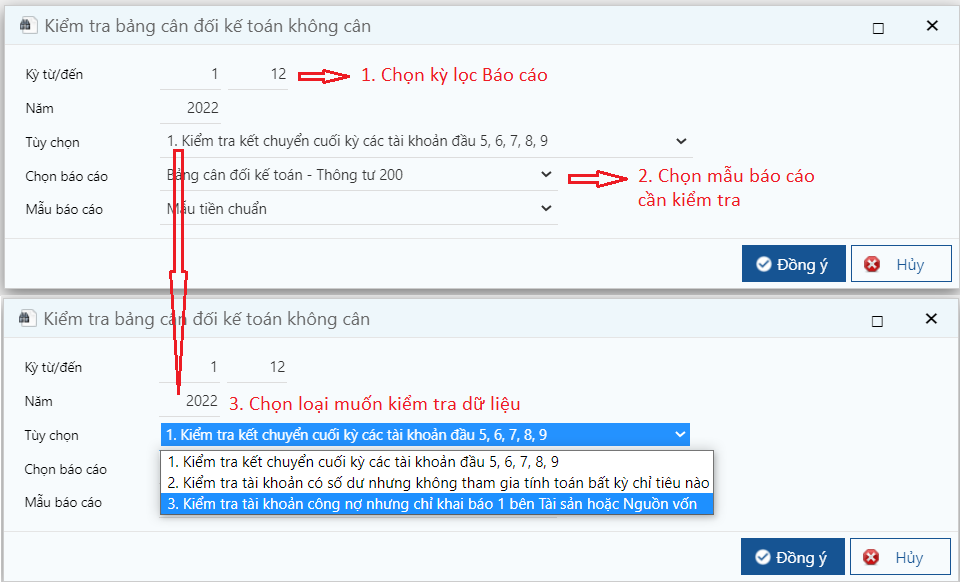 Kiểm tra bảng cân đối kế toán không cân
Kỳ từ/đến 1 12 1. Chọn kỳ lọc Báo cáo
Năm 2022
Tùy chọn 1. Kiểm tra kết chuyển cuối kỳ các tài khoản đầu 5, 6, 7, 8, 9
Chọn báo cáo Bảng cân đối kế toán - Thông tư 200 2. Chọn mẫu báo cáo
cần kiểm tra
Mẫu báo cáo Mẫu tiền chuẩn
Đồng ý Hủy
Kiểm tra bảng cân đối kế toán không cân
Kỳ từ/đến 1 12
Năm 2022 3. Chọn loại muốn kiểm tra dữ liệu
Tùy chọn 1. Kiểm tra kết chuyển cuối kỳ các tài khoản đầu 5, 6, 7, 8, 9
1. Kiểm tra kết chuyển cuối kỳ các tài khoản đầu 5, 6, 7, 8, 9
Chọn báo cáo 2. Kiểm tra tài khoản có số dư nhưng không tham gia tính toán bất kỳ chỉ tiêu nào
Mẫu báo cáo 3. Kiểm tra tài khoản công nợ nhưng chỉ khai báo 1 bên Tài sản hoặc Nguồn vốn
Đồng ý Hủy